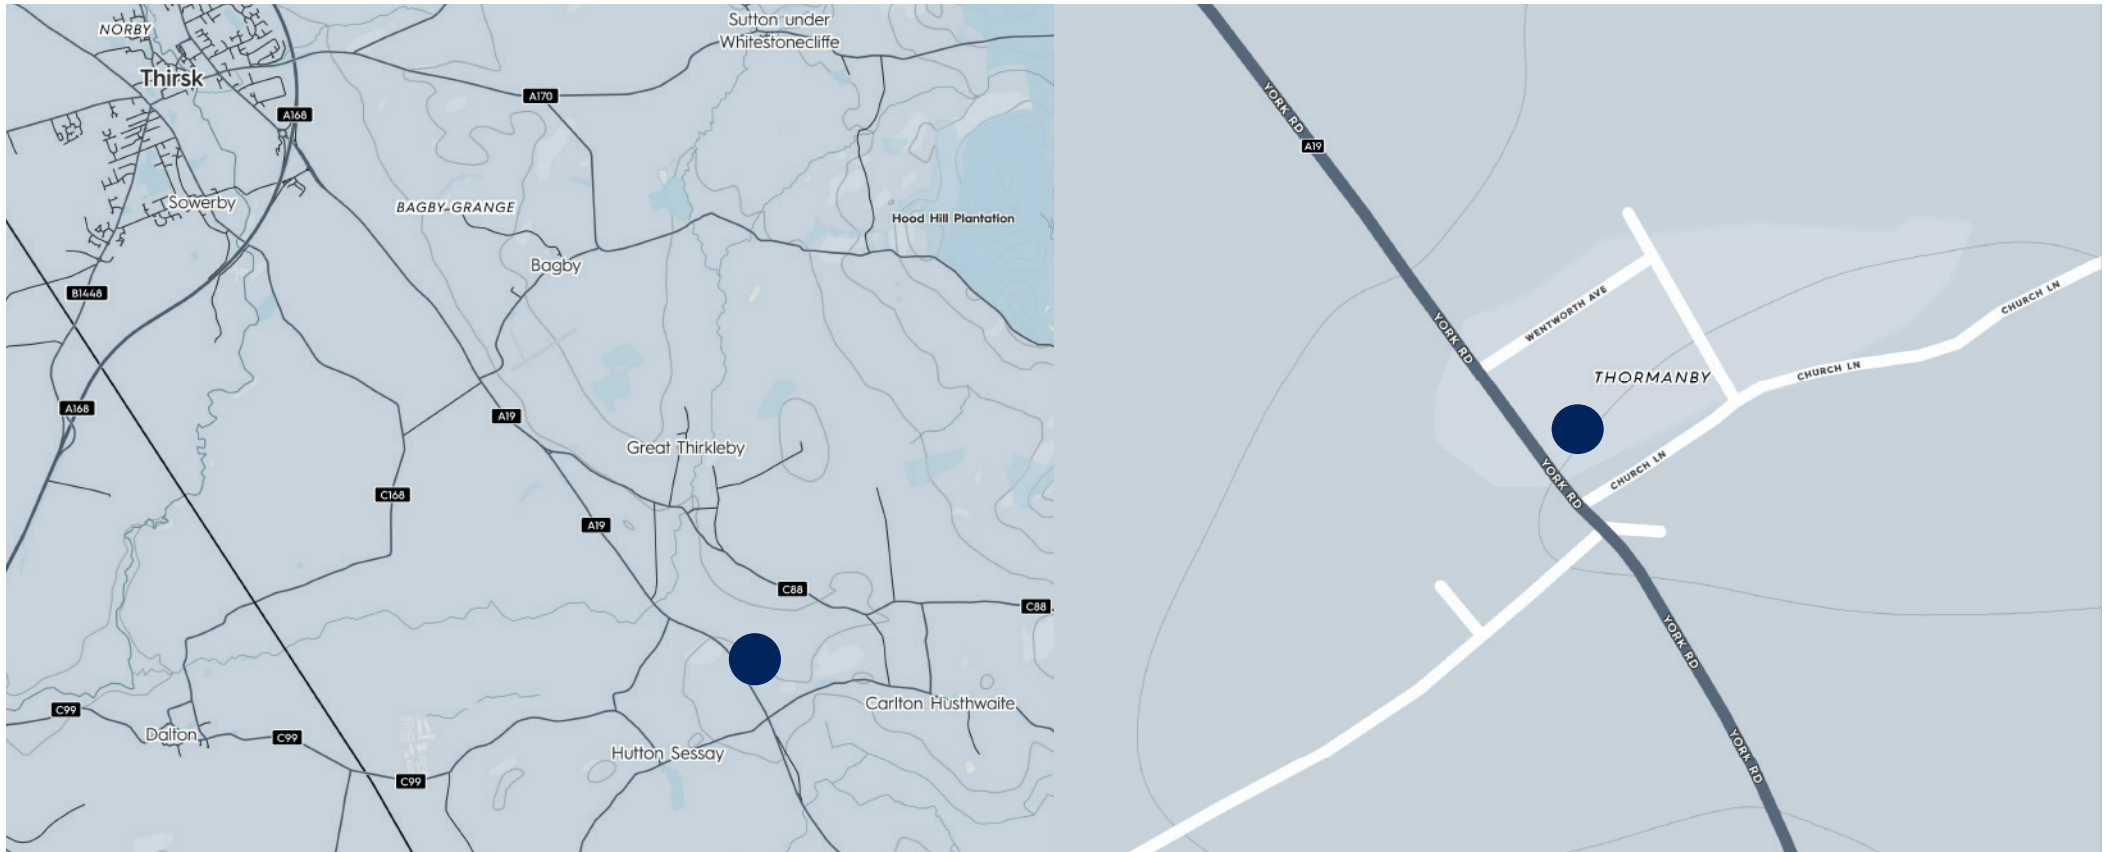 NORBY
Sutton under
Whitestonecliffe
Thirsk
A170
A168
Sowerby
BAGBY GRANGE
Hood Hill Plantation
Bagby
B1448
A168
A19
Great Thirkleby
C168
A19
C88
C88
C99
Carlton Husthwaite
Dalton
C99
Hutton Sessay
C99
YORK RD
A19
YORK RD
WENTWORTH AVE
CHURCH LN
THORMANBY
CHURCH LN
YORK RD
CHURCH LN
YORK RD
YORK RD